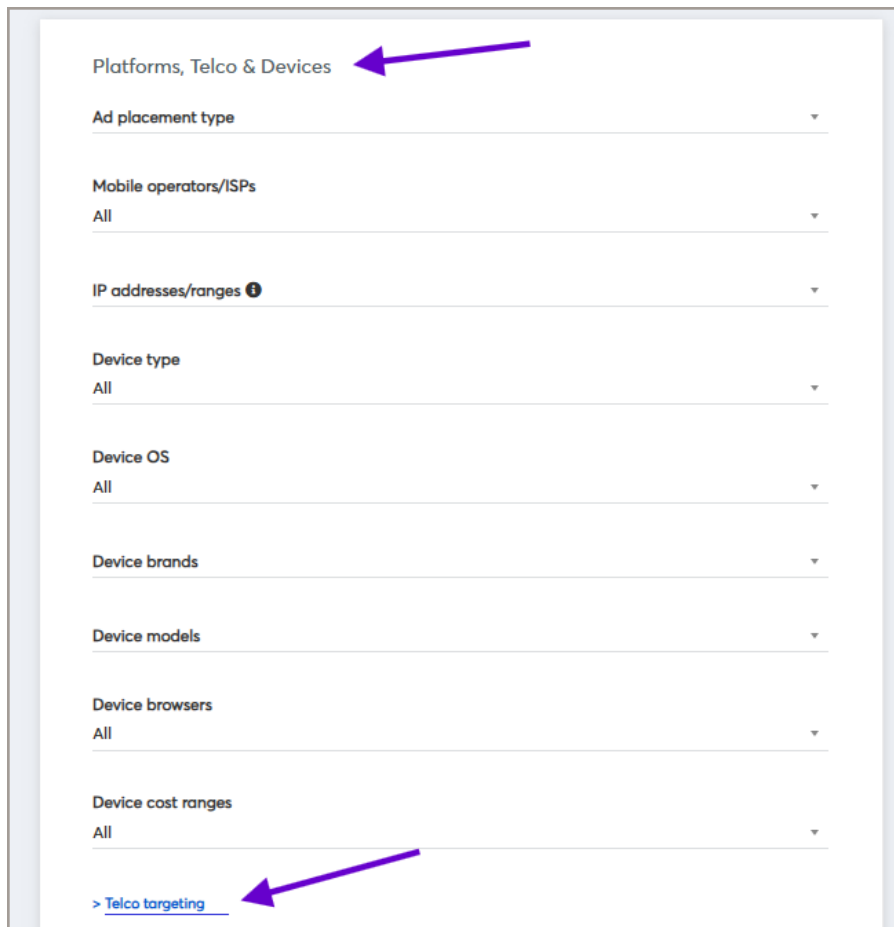 Platforms, Telco & Devices
Ad placement type
Mobile operators/ISPs
All
IP addresses/ranges
Device type
All
Device OS
All
Device brands
Device models
Device browsers
All
Device cost ranges
All
> Telco targeting